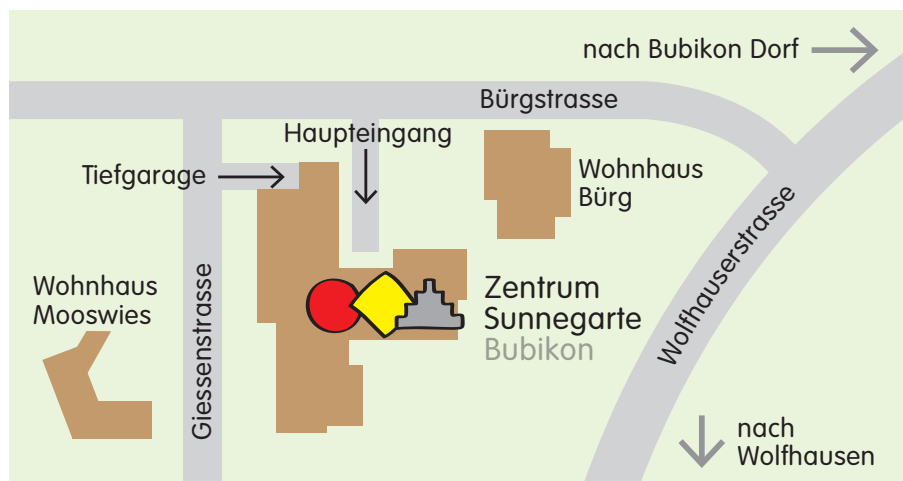 nach Bubikon Dorf
Bürgstrasse
Haupteingang
Tiefgarage
Wohnhaus
Bürg
Wolfhauserstrasse
Wohnhaus
Mooswies
Giessenstrasse
Zentrum
Sunnegarte
Bubikon
nach
Wolfhausen